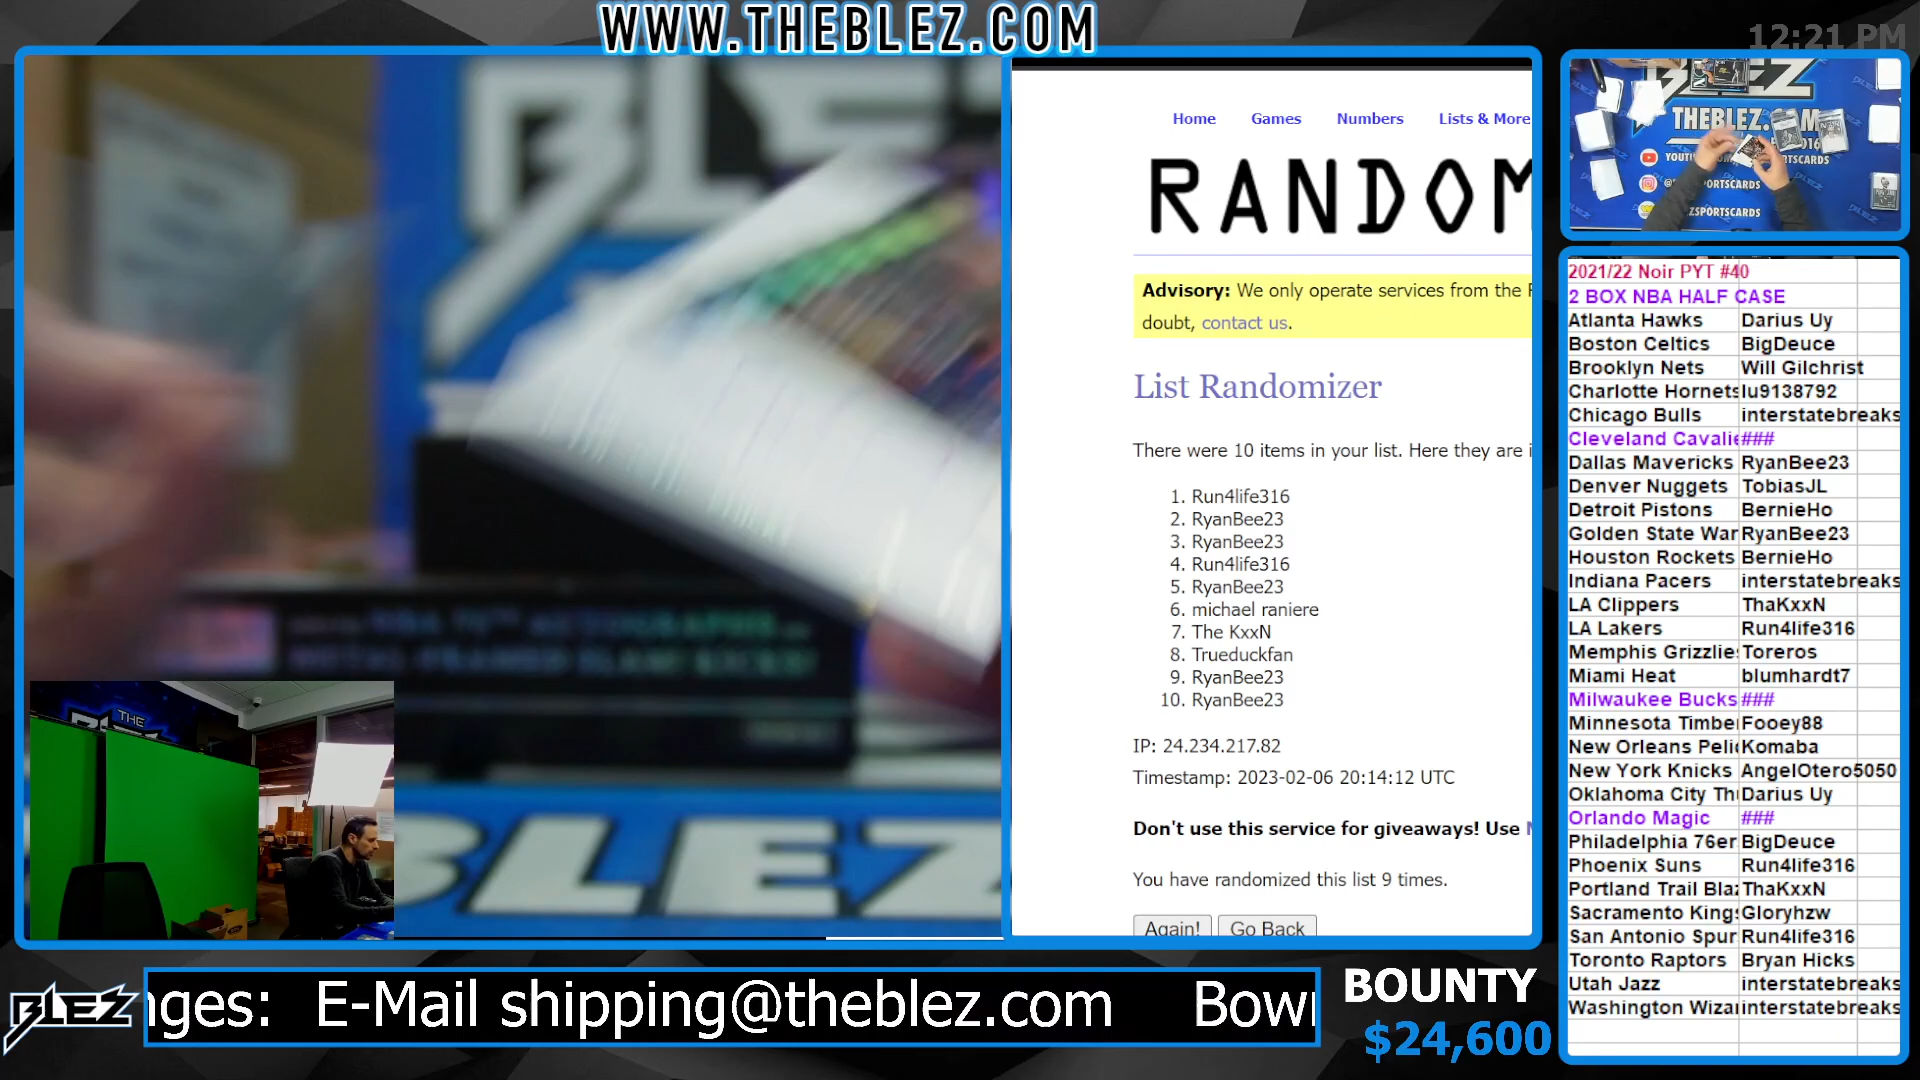 WWW.THEBLEZ.COM
12:21 PM
Home Games Numbers Lists & More
RANDOM
Advisory: We only operate services from the
doubt, contact us.
List Randomizer
There were 10 items in your list. Here they are i
1. Run4life316
2. RyanBee23
3. RyanBee23
4. Run4life316
5. RyanBee23
6. michael raniere
7. The KxxN
8. Trueduckfan
9. RyanBee23
10. RyanBee23
IP: 24.234.217.82
Timestamp: 2023-02-06 20:14:12 UTC
Don't use this service for giveaways! Use
You have randomized this list 9 times.
Again! Go Back
BLEZ
THEBLEZ.
2016
ZSPORTSCARDS
2021/22 Noir PYT #40
2 BOX NBA HALF CASE
Atlanta Hawks Darius Uy
Boston Celtics BigDeuce
Brooklyn Nets Will Gilchrist
Charlotte Hornets lu9138792
Chicago Bulls interstatebreaks
Cleveland Cavalie ###
Dallas Mavericks RyanBee23
Denver Nuggets TobiasJL
Detroit Pistons BernieHo
Golden State War RyanBee23
Houston Rockets BernieHo
Indiana Pacers interstatebreaks
LA Clippers ThaKxxN
LA Lakers Run4life316
Memphis Grizzlie Toreros
Miami Heat blumhardt7
Milwaukee Bucks ###
Minnesota Timbe Fooey88
New Orleans Peli Komaba
New York Knicks AngelOtero5050
Oklahoma City Th Darius Uy
Orlando Magic ###
Philadelphia 76er BigDeuce
Phoenix Suns Run4life316
Portland Trail Bla ThaKxxN
Sacramento Kings Gloryhzw
San Antonio Spur Run4life316
Toronto Raptors Bryan Hicks
Utah Jazz interstatebreaks
Washington Wiza interstatebreaks
THE
BLEZ
BLEZ
nges: E-Mail shipping@theblez.com Bow
BOUNTY
$24,600